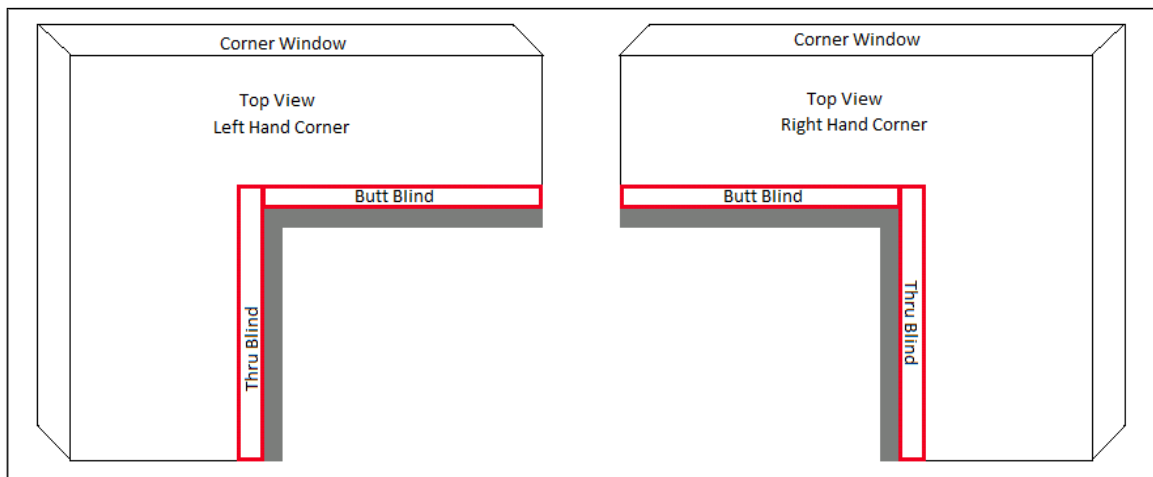 Corner Window
Top View
Left Hand Corner
Butt Blind
Thru Blind
Corner Window
Top View
Right Hand Corner
Butt Blind
Thru Blind